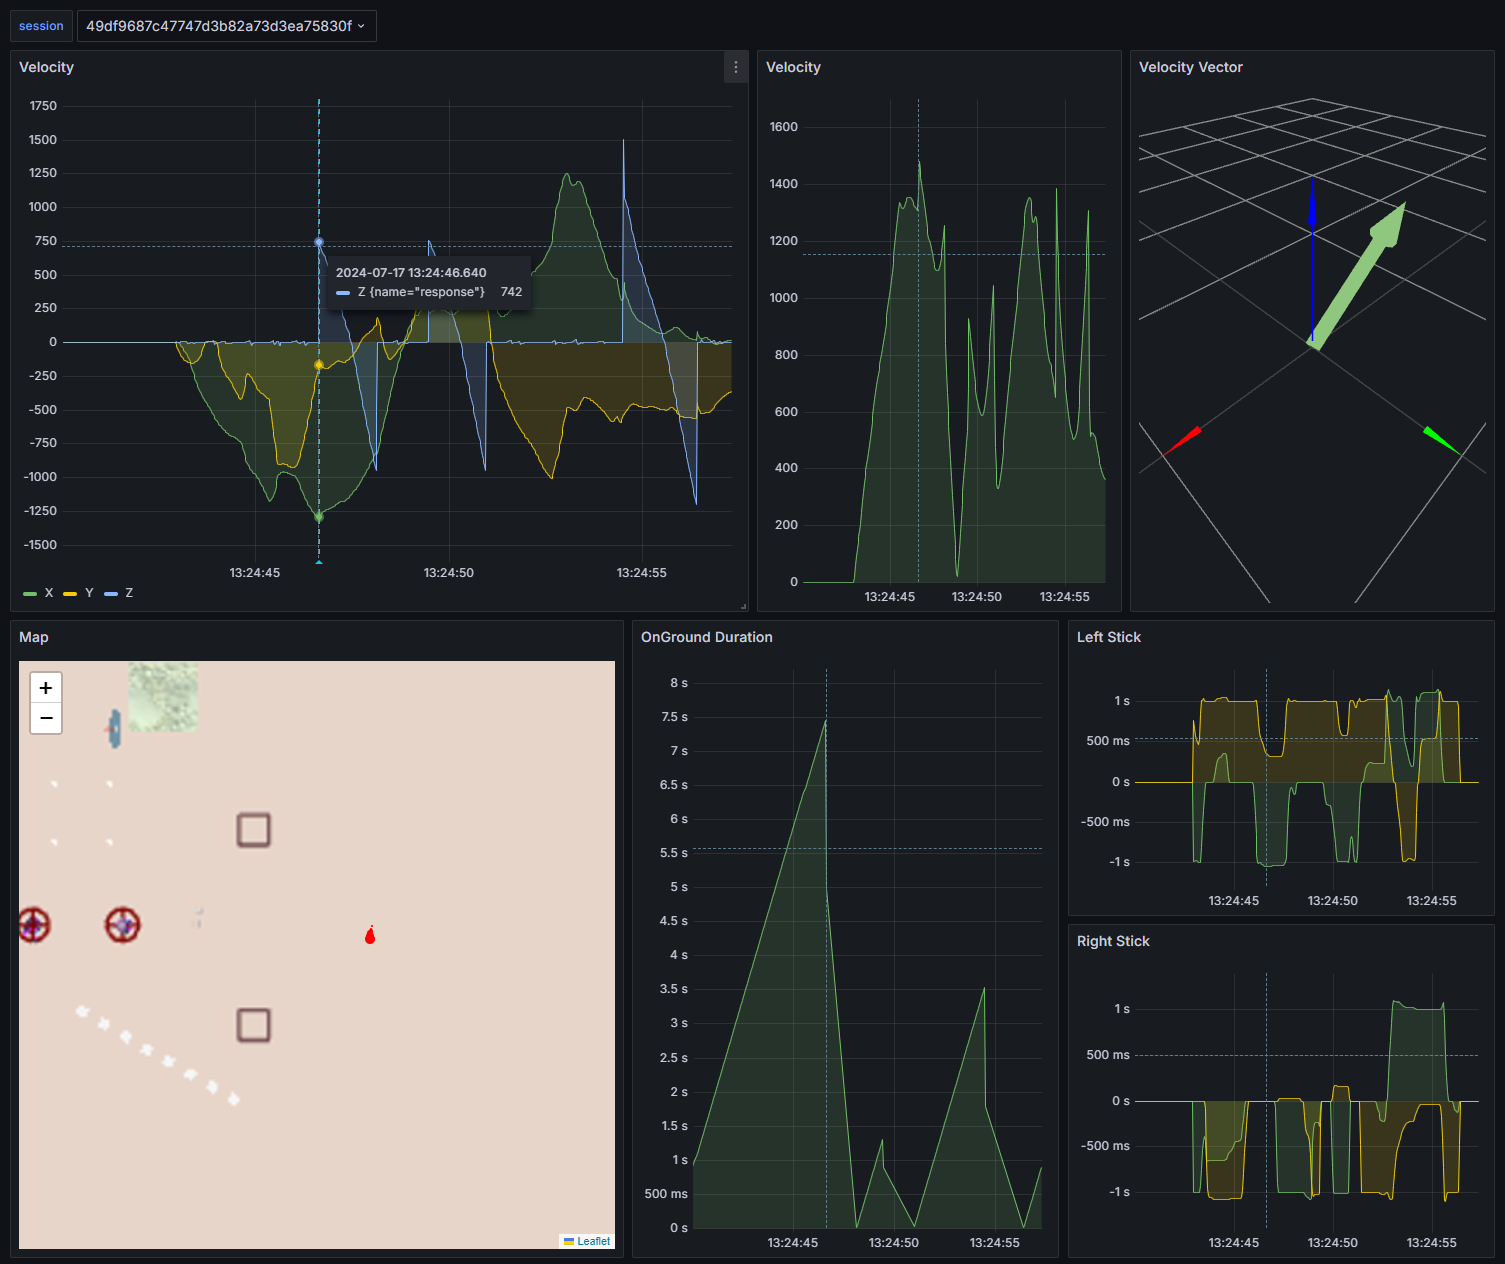 session 49df9687c47747d3b82a73d3ea75830f
Velocity
1750
1500
1250
1000
750
500
250
0
-250
-500
-750
-1000
-1250
-1500
2024-07-17 13:24:46.640
Z {name="response"} 742
13:24:45 13:24:50 13:24:55
X Y Z
Velocity
1600
1400
1200
1000
800
600
400
200
0
13:24:45 13:24:50 13:24:55
Velocity Vector
Map
+
−
Leaflet
OnGround Duration
8 s
7.5 s
7 s
6.5 s
6 s
5.5 s
5 s
4.5 s
4 s
3.5 s
3 s
2.5 s
2 s
1.5 s
1 s
500 ms
0 s
13:24:45 13:24:50 13:24:55
Left Stick
1 s
500 ms
0 s
-500 ms
-1 s
13:24:45 13:24:50 13:24:55
Right Stick
1 s
500 ms
0 s
-500 ms
-1 s
13:24:45 13:24:50 13:24:55